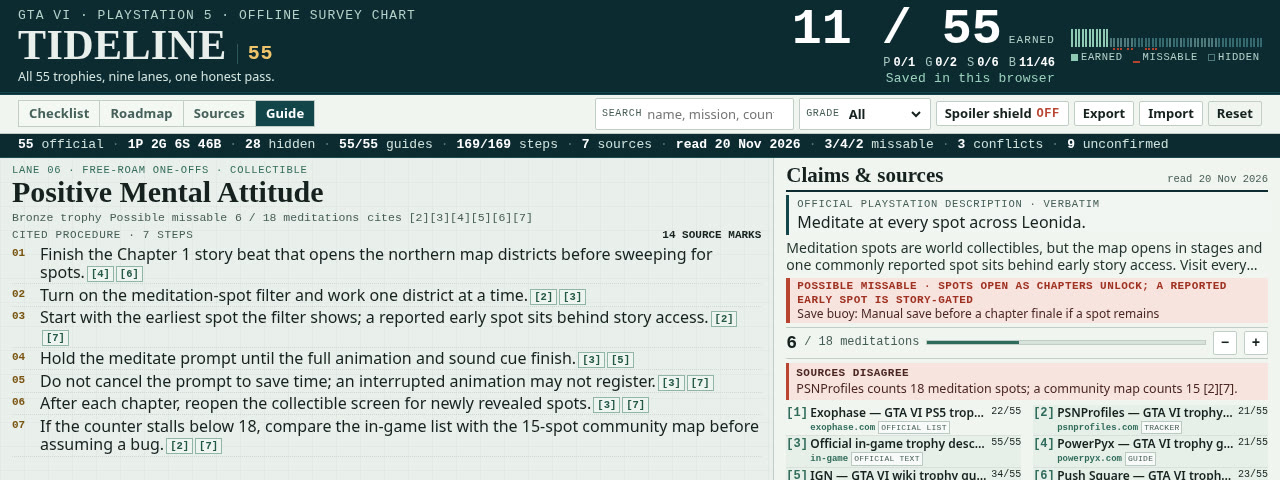 GTA VI · PLAYSTATION 5 · OFFLINE SURVEY CHART
TIDELINE 55
All 55 trophies, nine lanes, one honest pass.
11 / 55 EARNED
P 0/1 G 0/2 S 0/6 B 11/46
Saved in this browser
EARNED MISSABLE HIDDEN
Checklist Roadmap Sources Guide
SEARCH name, mission, coun
GRADE All
Spoiler shield OFF
Export Import Reset
55 official · 1P 2G 6S 46B · 28 hidden · 55/55 guides · 169/169 steps · 7 sources · read 20 Nov 2026 · 3/4/2 missable · 3 conflicts · 9 unconfirmed
LANE 06 · FREE-ROAM ONE-OFFS · COLLECTIBLE
Positive Mental Attitude
Bronze trophy Possible missable 6 / 18 meditations cites [2][3][4][5][6][7]
CITED PROCEDURE · 7 STEPS 14 SOURCE MARKS
01 Finish the Chapter 1 story beat that opens the northern map districts before sweeping for
spots. [4] [6]
02 Turn on the meditation-spot filter and work one district at a time. [2] [3]
03 Start with the earliest spot the filter shows; a reported early spot sits behind story access. [2]
[7]
04 Hold the meditate prompt until the full animation and sound cue finish. [3] [5]
05 Do not cancel the prompt to save time; an interrupted animation may not register. [3] [7]
06 After each chapter, reopen the collectible screen for newly revealed spots. [3] [7]
07 If the counter stalls below 18, compare the in-game list with the 15-spot community map before
assuming a bug. [2] [7]
Claims & sources read 20 Nov 2026
OFFICIAL PLAYSTATION DESCRIPTION · VERBATIM
Meditate at every spot across Leonida.
Meditation spots are world collectibles, but the map opens in stages and
one commonly reported spot sits behind early story access. Visit every…
POSSIBLE MISSABLE · SPOTS OPEN AS CHAPTERS UNLOCK; A REPORTED
EARLY SPOT IS STORY-GATED
Save buoy: Manual save before a chapter finale if a spot remains
6 / 18 meditations − +
SOURCES DISAGREE
PSNProfiles counts 18 meditation spots; a community map counts 15 [2][7].
[1] Exophase — GTA VI PS5 trop… 22/55
exophase.com OFFICIAL LIST
[2] PSNProfiles — GTA VI trophy… 21/55
psnprofiles.com TRACKER
[3] Official in-game trophy desc… 55/55
in-game OFFICIAL TEXT
[4] PowerPyx — GTA VI trophy g… 21/55
powerpyx.com GUIDE
[5] IGN — GTA VI wiki trophy gu… 34/55
[6] Push Square — GTA VI troph… 23/55